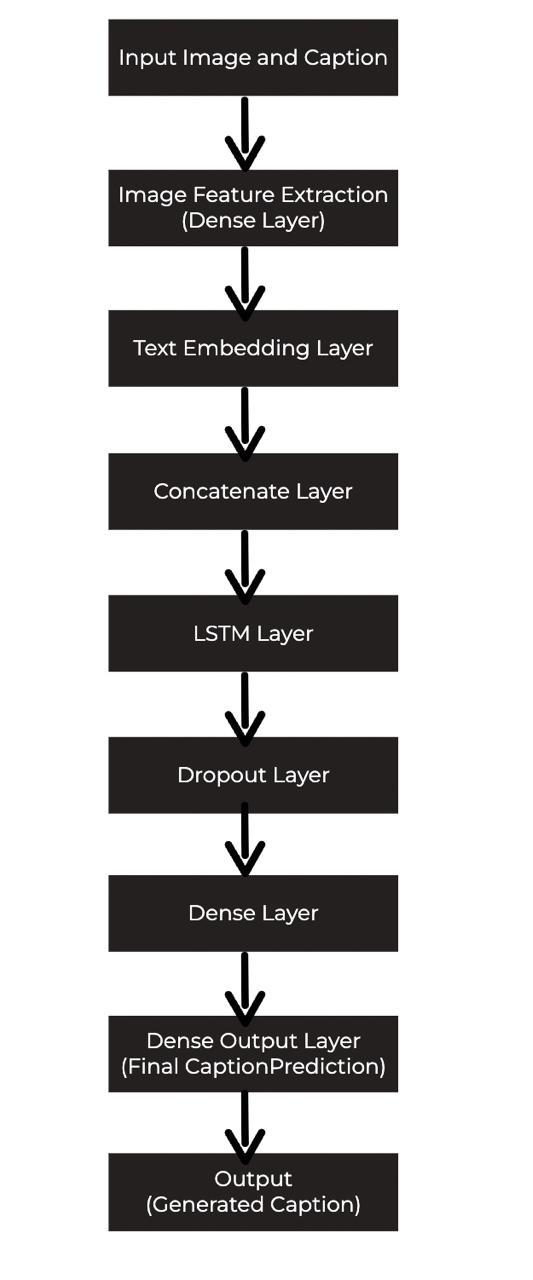 Input Image and Caption
Image Feature Extraction
(Dense Layer)
Text Embedding Layer
Concatenate Layer
LSTM Layer
Dropout Layer
Dense Layer
Dense Output Layer
(Final CaptionPrediction)
Output
(Generated Caption)